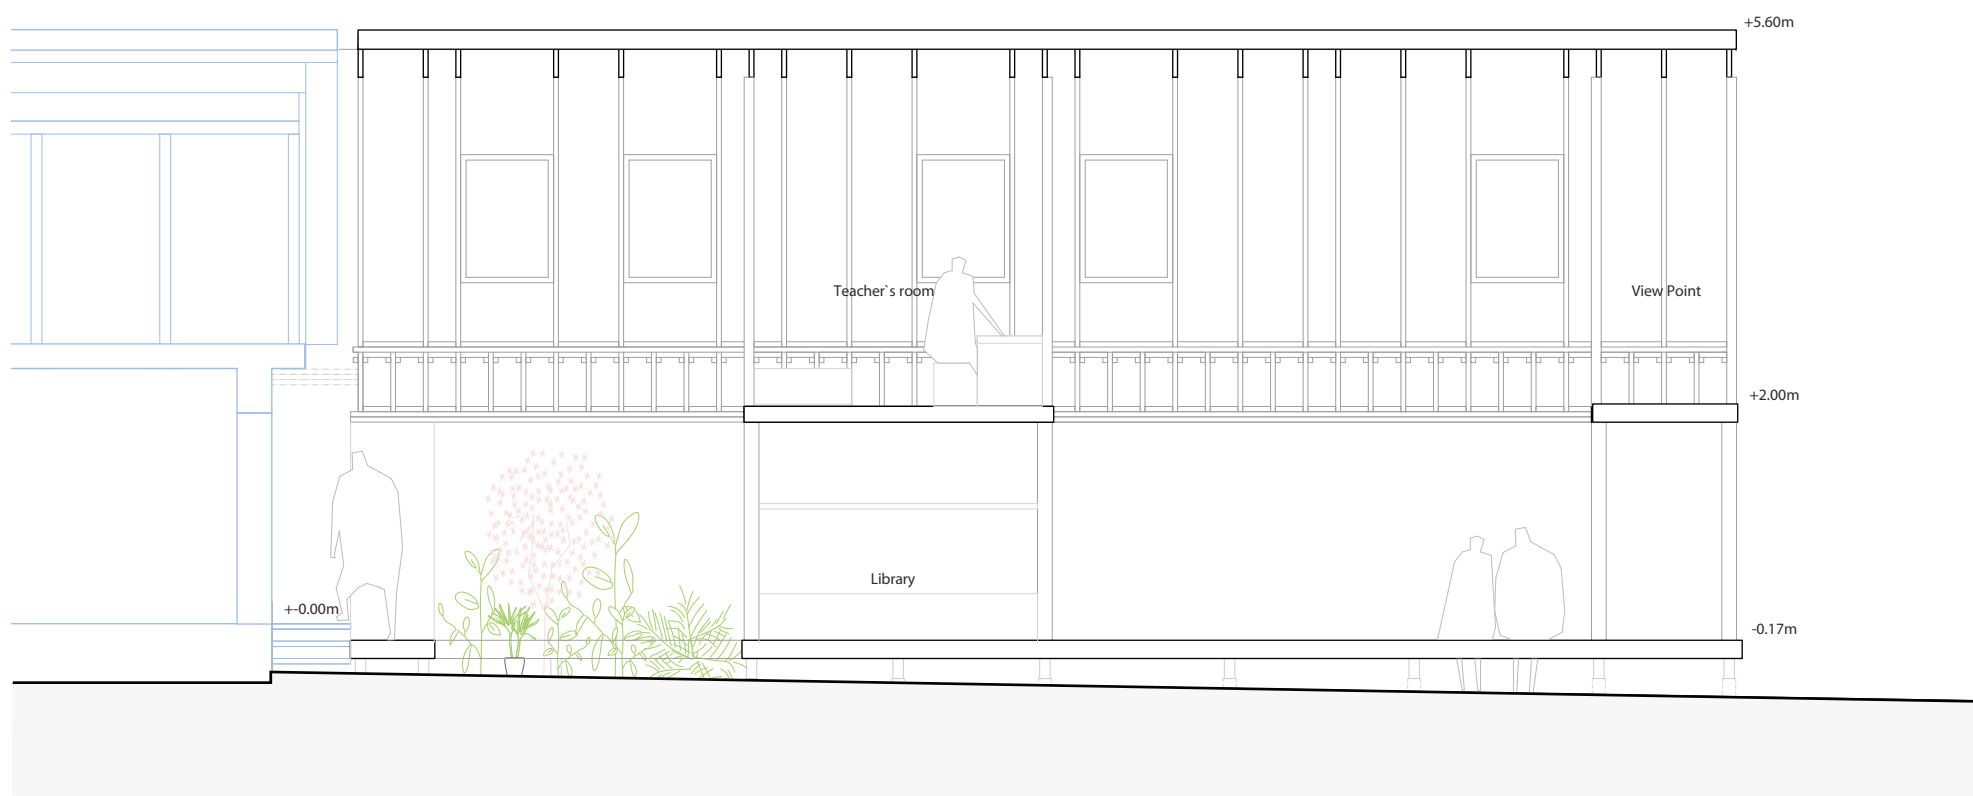 +5.60m
Teacher`s room
View Point
+2.00m
Library
+-0.00m
-0.17m